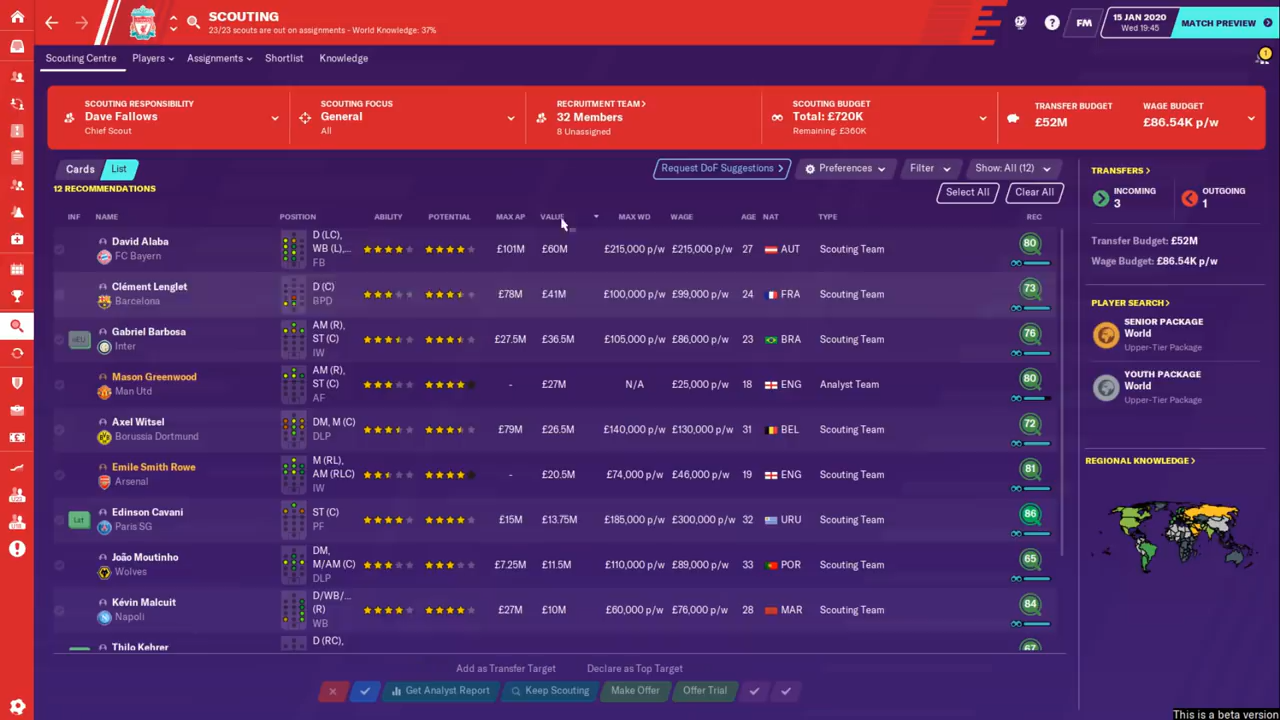 SCOUTING
23/23 scouts are out on assignments - World Knowledge: 37%
FM
15 JAN 2020
Wed 19:45
MATCH PREVIEW
1
Scouting Centre Players Assignments Shortlist Knowledge
SCOUTING RESPONSIBILITY
Dave Fallows
Chief Scout
SCOUTING FOCUS
General
All
RECRUITMENT TEAM>
32 Members
8 Unassigned
SCOUTING BUDGET
Total: £720K
Remaining: £360K
TRANSFER BUDGET
£52M
WAGE BUDGET
£86.54K p/w
Cards List
Request DoF Suggestions > Preferences Filter Show: All (12)
12 RECOMMENDATIONS
Select All Clear All
INF NAME POSITION ABILITY POTENTIAL MAX AP VALUE MAX WD WAGE AGE NAT TYPE REC
David Alaba
FC Bayern
D (LC),
WB (L),...
FB
£101M £60M £215,000 p/w £215,000 p/w 27 AUT Scouting Team 80
Clément Lenglet
Barcelona
D (C)
BPD
£78M £41M £100,000 p/w £99,000 p/w 24 FRA Scouting Team 73
Gabriel Barbosa
Inter
AM (R),
ST (C)
IW
£27.5M £36.5M £105,000 p/w £86,000 p/w 23 BRA Scouting Team 76
Mason Greenwood
Man Utd
AM (R),
ST (C)
AF
- £27M N/A £25,000 p/w 18 ENG Analyst Team 80
Axel Witsel
Borussia Dortmund
DM, M (C)
DLP
£79M £26.5M £140,000 p/w £130,000 p/w 31 BEL Scouting Team 72
Emile Smith Rowe
Arsenal
M (RL),
AM (RLC)
IW
- £20.5M £74,000 p/w £46,000 p/w 19 ENG Scouting Team 81
Lst
Edinson Cavani
Paris SG
ST (C)
PF
£15M £13.75M £185,000 p/w £300,000 p/w 32 URU Scouting Team 86
João Moutinho
Wolves
DM,
M/AM (C)
DLP
£7.25M £11.5M £110,000 p/w £89,000 p/w 33 POR Scouting Team 65
Kévin Malcuit
Napoli
D/WB/...
(R)
WB
£27M £10M £60,000 p/w £76,000 p/w 28 MAR Scouting Team 84
Thilo Kehrer
D (RC),
67
Add as Transfer Target Declare as Top Target
Get Analyst Report Keep Scouting Make Offer Offer Trial
TRANSFERS >
INCOMING
3
OUTGOING
1
Transfer Budget: £52M
Wage Budget: £86.54K p/w
PLAYER SEARCH >
SENIOR PACKAGE
World
Upper-Tier Package
YOUTH PACKAGE
World
Upper-Tier Package
REGIONAL KNOWLEDGE >
This is a beta version